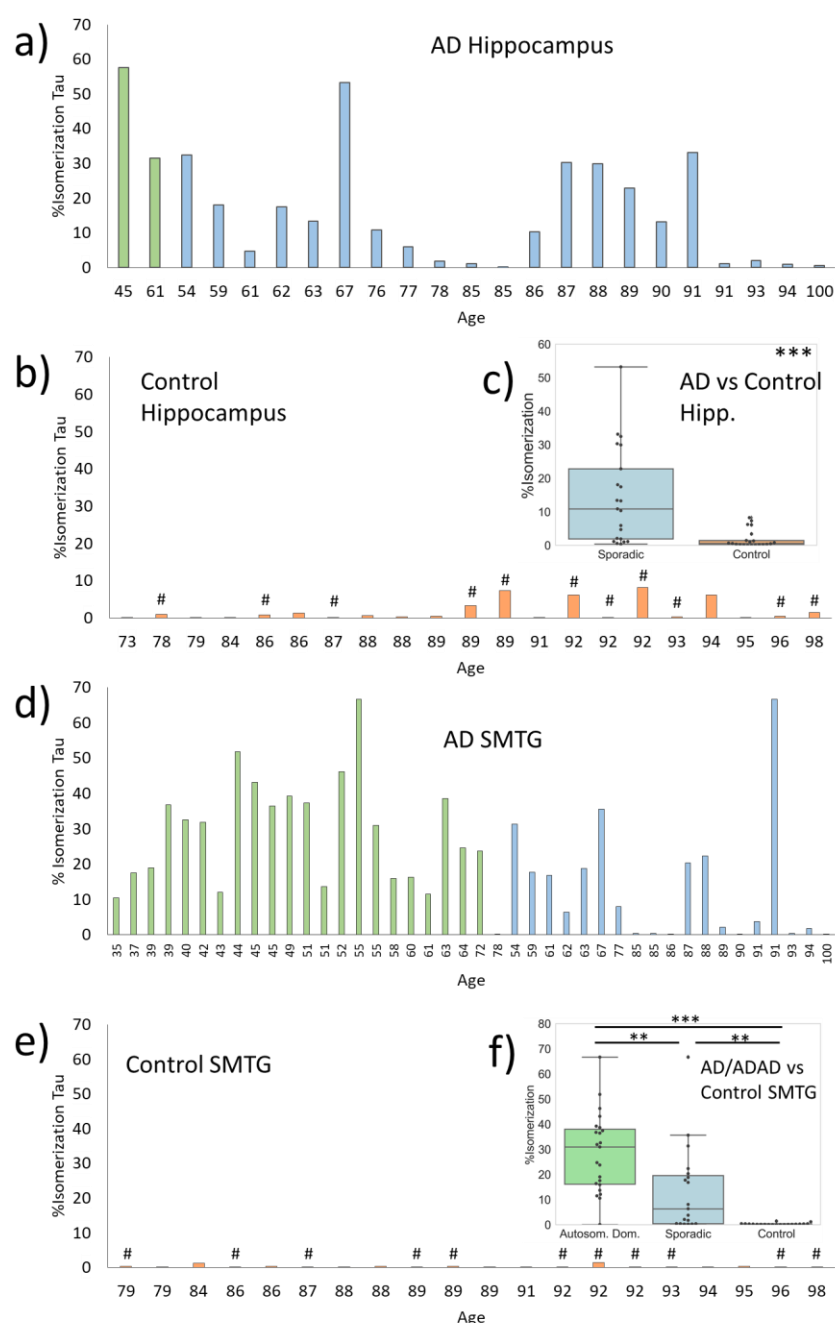 a)
AD Hippocampus
%Isomerization Tau
70
60
50
40
30
20
10
0
45 61 54 59 61 62 63 67 76 77 78 85 85 86 87 88 89 90 91 91 93 94 100
Age
b)
Control
Hippocampus
%Isomerization Tau
70
60
50
40
30
20
10
0
# # # # # # # # # # #
73 78 79 84 86 86 87 88 88 89 89 89 91 92 92 92 93 94 95 96 98
Age
c)
AD vs Control
Hipp.
***
%Isomerization
60
50
40
30
20
10
0
Sporadic Control
d)
AD SMTG
% Isomerization Tau
70
60
50
40
30
20
10
0
35 37 39 39 40 42 43 44 45 45 49 51 51 52 55 55 58 60 61 63 64 72 78 54 59 61 62 63 67 77 85 85 86 87 88 89 90 91 91 93 94 100
Age
e)
Control SMTG
%Isomerization Tau
70
60
50
40
30
20
10
0
# # # # # # # # # # #
79 79 84 86 86 87 88 88 89 89 89 91 92 92 92 93 94 95 96 98
Age
f)
AD/ADAD vs
Control SMTG
***
** **
%Isomerization
80
70
60
50
40
30
20
10
0
Autosom. Dom. Sporadic Control